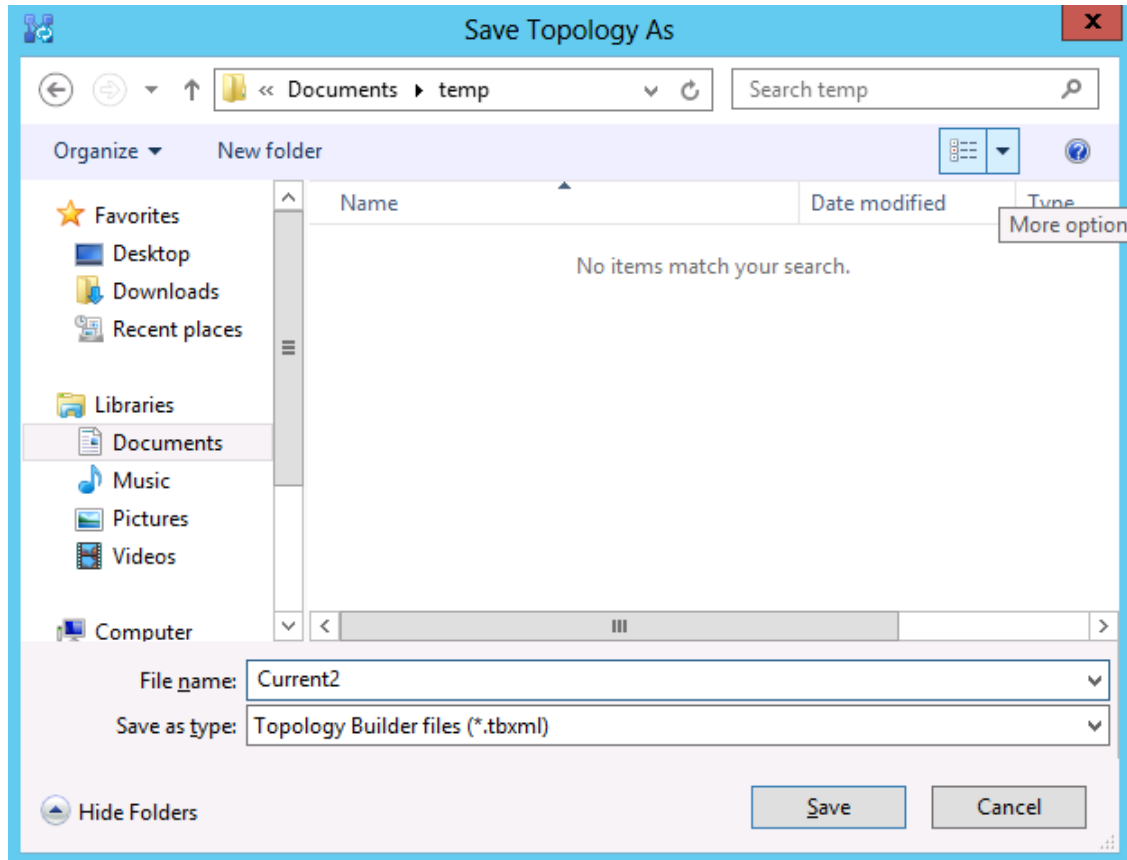 Save Topology As
x
« Documents temp
Search temp
Organize
New folder
Name
Date modified
Type
More option
Favorites
Desktop
Downloads
Recent places
Libraries
Documents
Music
Pictures
Videos
Computer
No items match your search.
File name: Current2
Save as type: Topology Builder files (*.tbxml)
Hide Folders
Save
Cancel